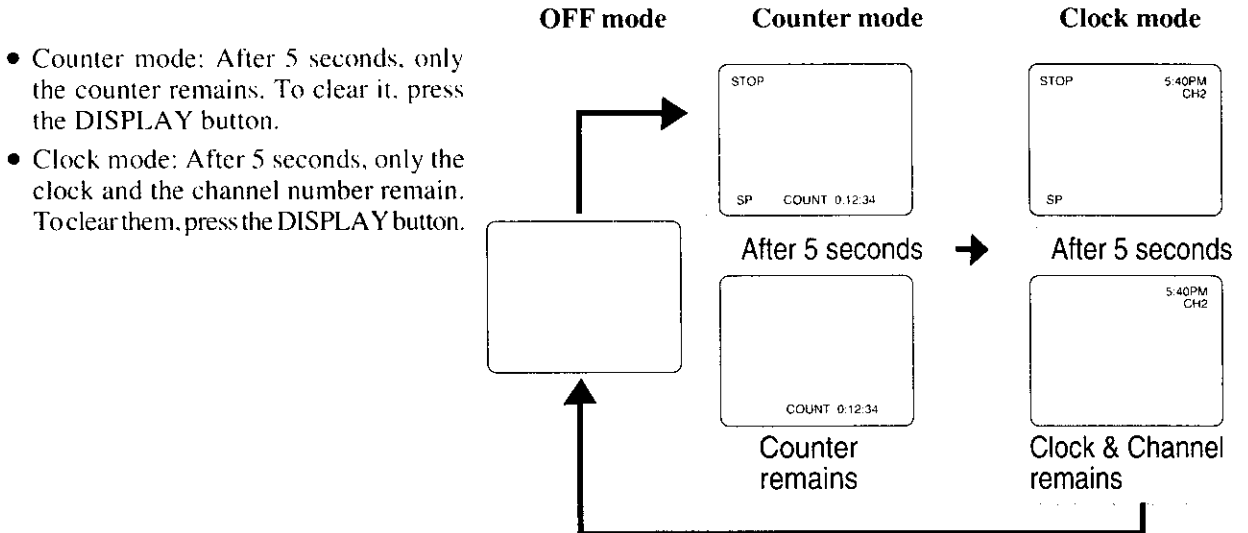 OFF mode Counter mode Clock mode
• Counter mode: After 5 seconds, only
the counter remains. To clear it, press
the DISPLAY button.
• Clock mode: After 5 seconds, only the
clock and the channel number remain.
To clear them, press the DISPLAY button.
STOP
SP COUNT 0:12:34
After 5 seconds
COUNT 0:12:34
Counter
remains
STOP 5:40PM
CH2
SP
After 5 seconds
5:40PM
CH2
Clock & Channel
remains